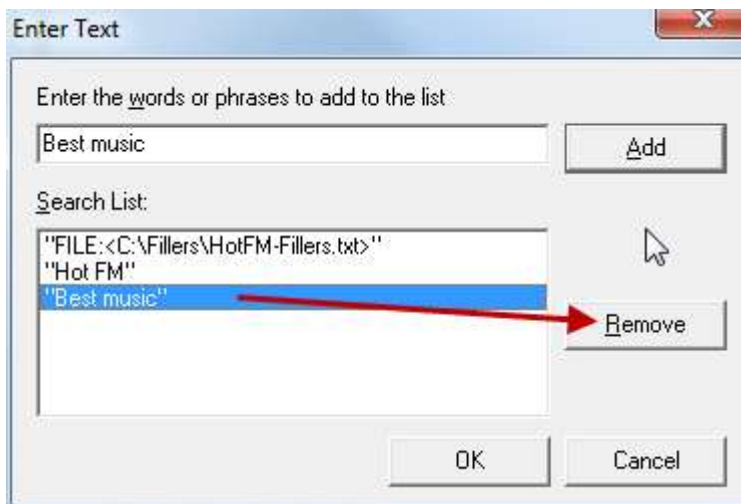 Enter Text
Enter the words or phrases to add to the list
Best music
Add
Search List:
"FILE:<C:\Fillers\HotFM-Fillers.txt>"
"Hot FM"
"Best music"
Remove
OK
Cancel